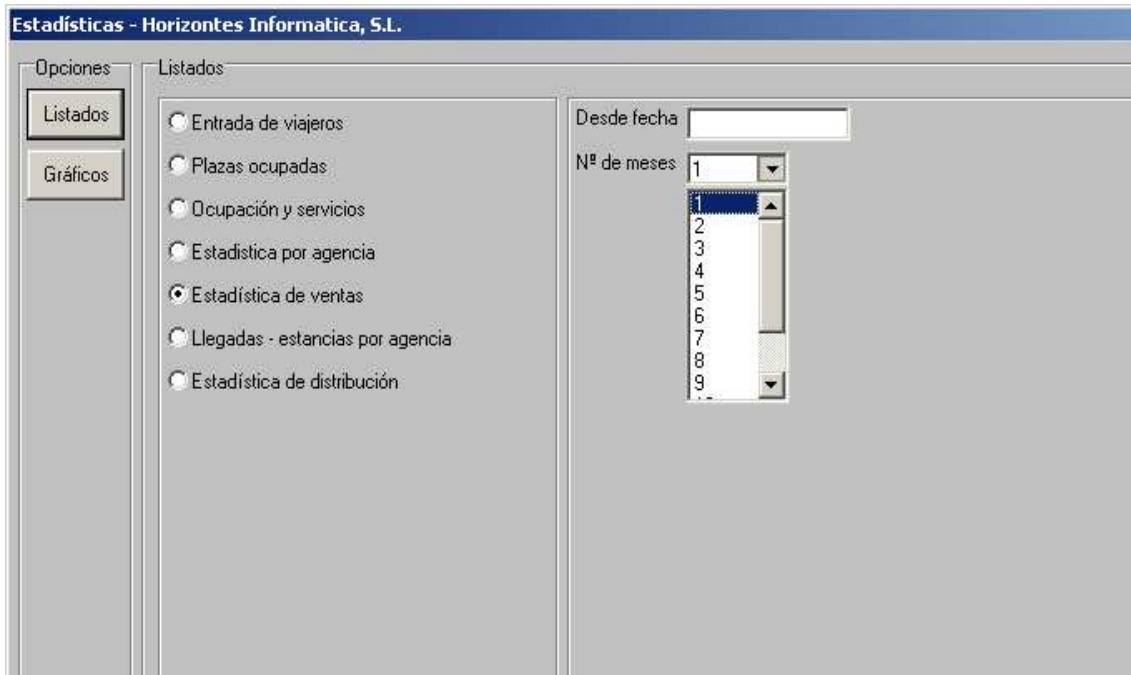 Estadísticas - Horizontes Informatica, S.L.
Opciones
Listados
Gráficos
Listados
Entrada de viajeros
Plazas ocupadas
Ocupación y servicios
Estadistica por agencia
Estadística de ventas
Llegadas - estancias por agencia
Estadística de distribución
Desde fecha
Nº de meses 1
1
2
3
4
5
6
7
8
9